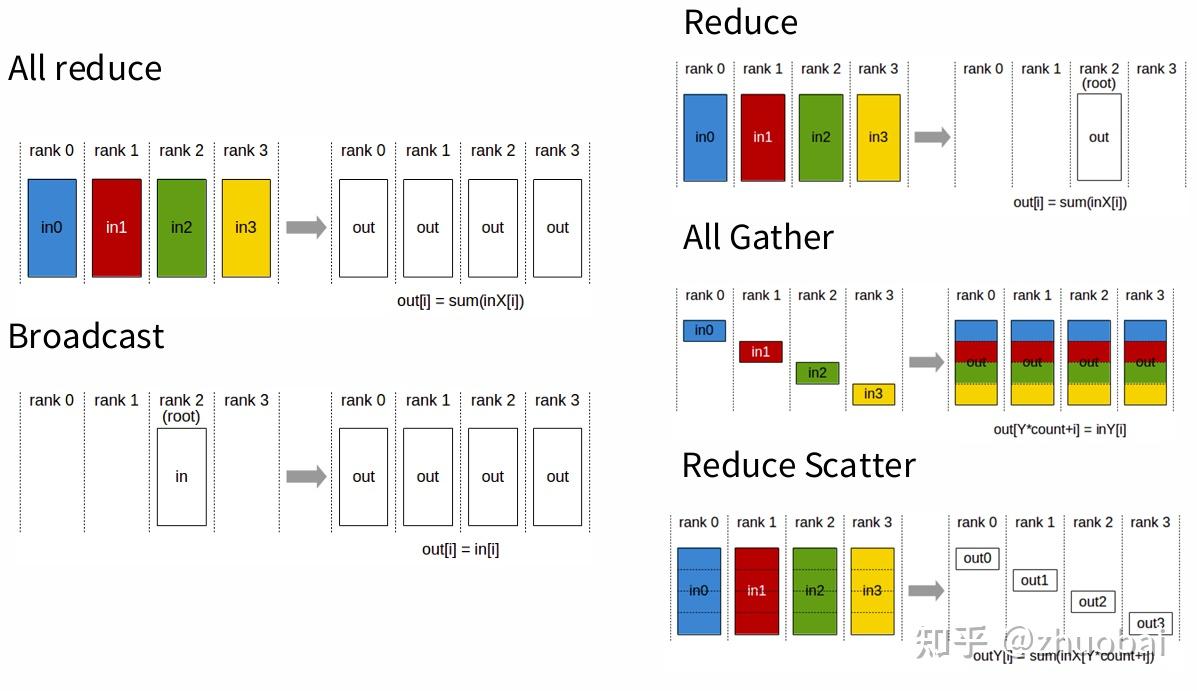 All reduce
rank 0 rank 1 rank 2 rank 3 rank 0 rank 1 rank 2 rank 3
in0 in1 in2 in3 out out out out
out[i] = sum(inX[i])
Broadcast
rank 0 rank 1 rank 2 rank 3 rank 0 rank 1 rank 2 rank 3
(root)
in out out out out
out[i] = in[i]
Reduce
rank 0 rank 1 rank 2 rank 3 rank 0 rank 1 rank 2 rank 3
(root)
in0 in1 in2 in3 out
out[i] = sum(inX[i])
All Gather
rank 0 rank 1 rank 2 rank 3 rank 0 rank 1 rank 2 rank 3
in0
in1
out out out out
in2
in3
out[Y*count+i] = inY[i]
Reduce Scatter
rank 0 rank 1 rank 2 rank 3 rank 0 rank 1 rank 2 rank 3
out0
out1
in0 in1 in2 in3
out2
out3
知乎 @zhuobai
outY[i] = sum(inX[Y*count+i])